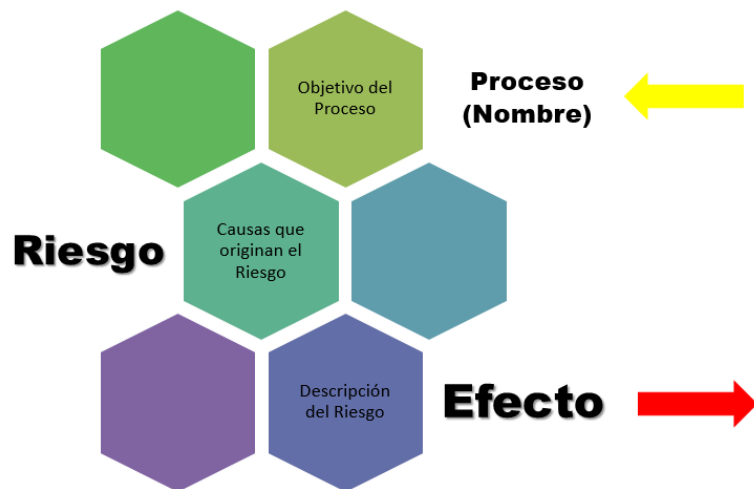 Objetivo del
Proceso
Proceso
(Nombre)
Riesgo
Causas que
originan el
Riesgo
Descripción
del Riesgo
Efecto